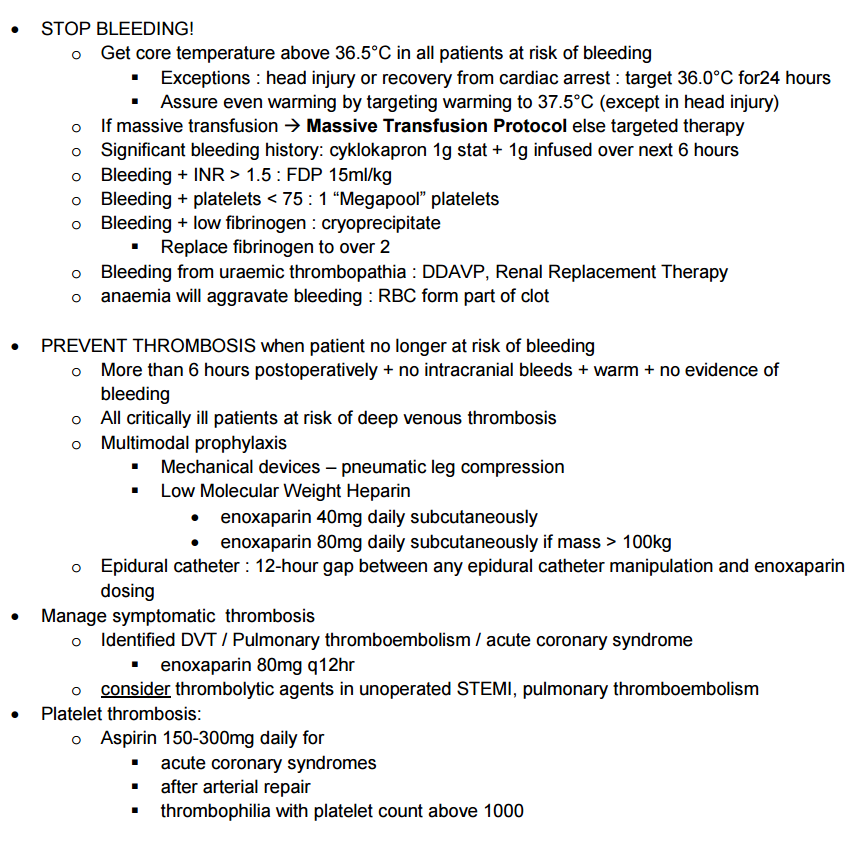 • STOP BLEEDING!
o Get core temperature above 36.5°C in all patients at risk of bleeding
▪ Exceptions : head injury or recovery from cardiac arrest : target 36.0°C for24 hours
▪ Assure even warming by targeting warming to 37.5°C (except in head injury)
o If massive transfusion → Massive Transfusion Protocol else targeted therapy
o Significant bleeding history: cyklokapron 1g stat + 1g infused over next 6 hours
o Bleeding + INR > 1.5 : FDP 15ml/kg
o Bleeding + platelets < 75 : 1 “Megapool” platelets
o Bleeding + low fibrinogen : cryoprecipitate
▪ Replace fibrinogen to over 2
o Bleeding from uraemic thrombopathia : DDAVP, Renal Replacement Therapy
o anaemia will aggravate bleeding : RBC form part of clot
• PREVENT THROMBOSIS when patient no longer at risk of bleeding
o More than 6 hours postoperatively + no intracranial bleeds + warm + no evidence of
bleeding
o All critically ill patients at risk of deep venous thrombosis
o Multimodal prophylaxis
▪ Mechanical devices – pneumatic leg compression
▪ Low Molecular Weight Heparin
• enoxaparin 40mg daily subcutaneously
• enoxaparin 80mg daily subcutaneously if mass > 100kg
o Epidural catheter : 12-hour gap between any epidural catheter manipulation and enoxaparin
dosing
• Manage symptomatic  thrombosis
o Identified DVT / Pulmonary thromboembolism / acute coronary syndrome
▪ enoxaparin 80mg q12hr
o consider thrombolytic agents in unoperated STEMI, pulmonary thromboembolism
• Platelet thrombosis:
o Aspirin 150-300mg daily for
▪ acute coronary syndromes
▪ after arterial repair
▪ thrombophilia with platelet count above 1000